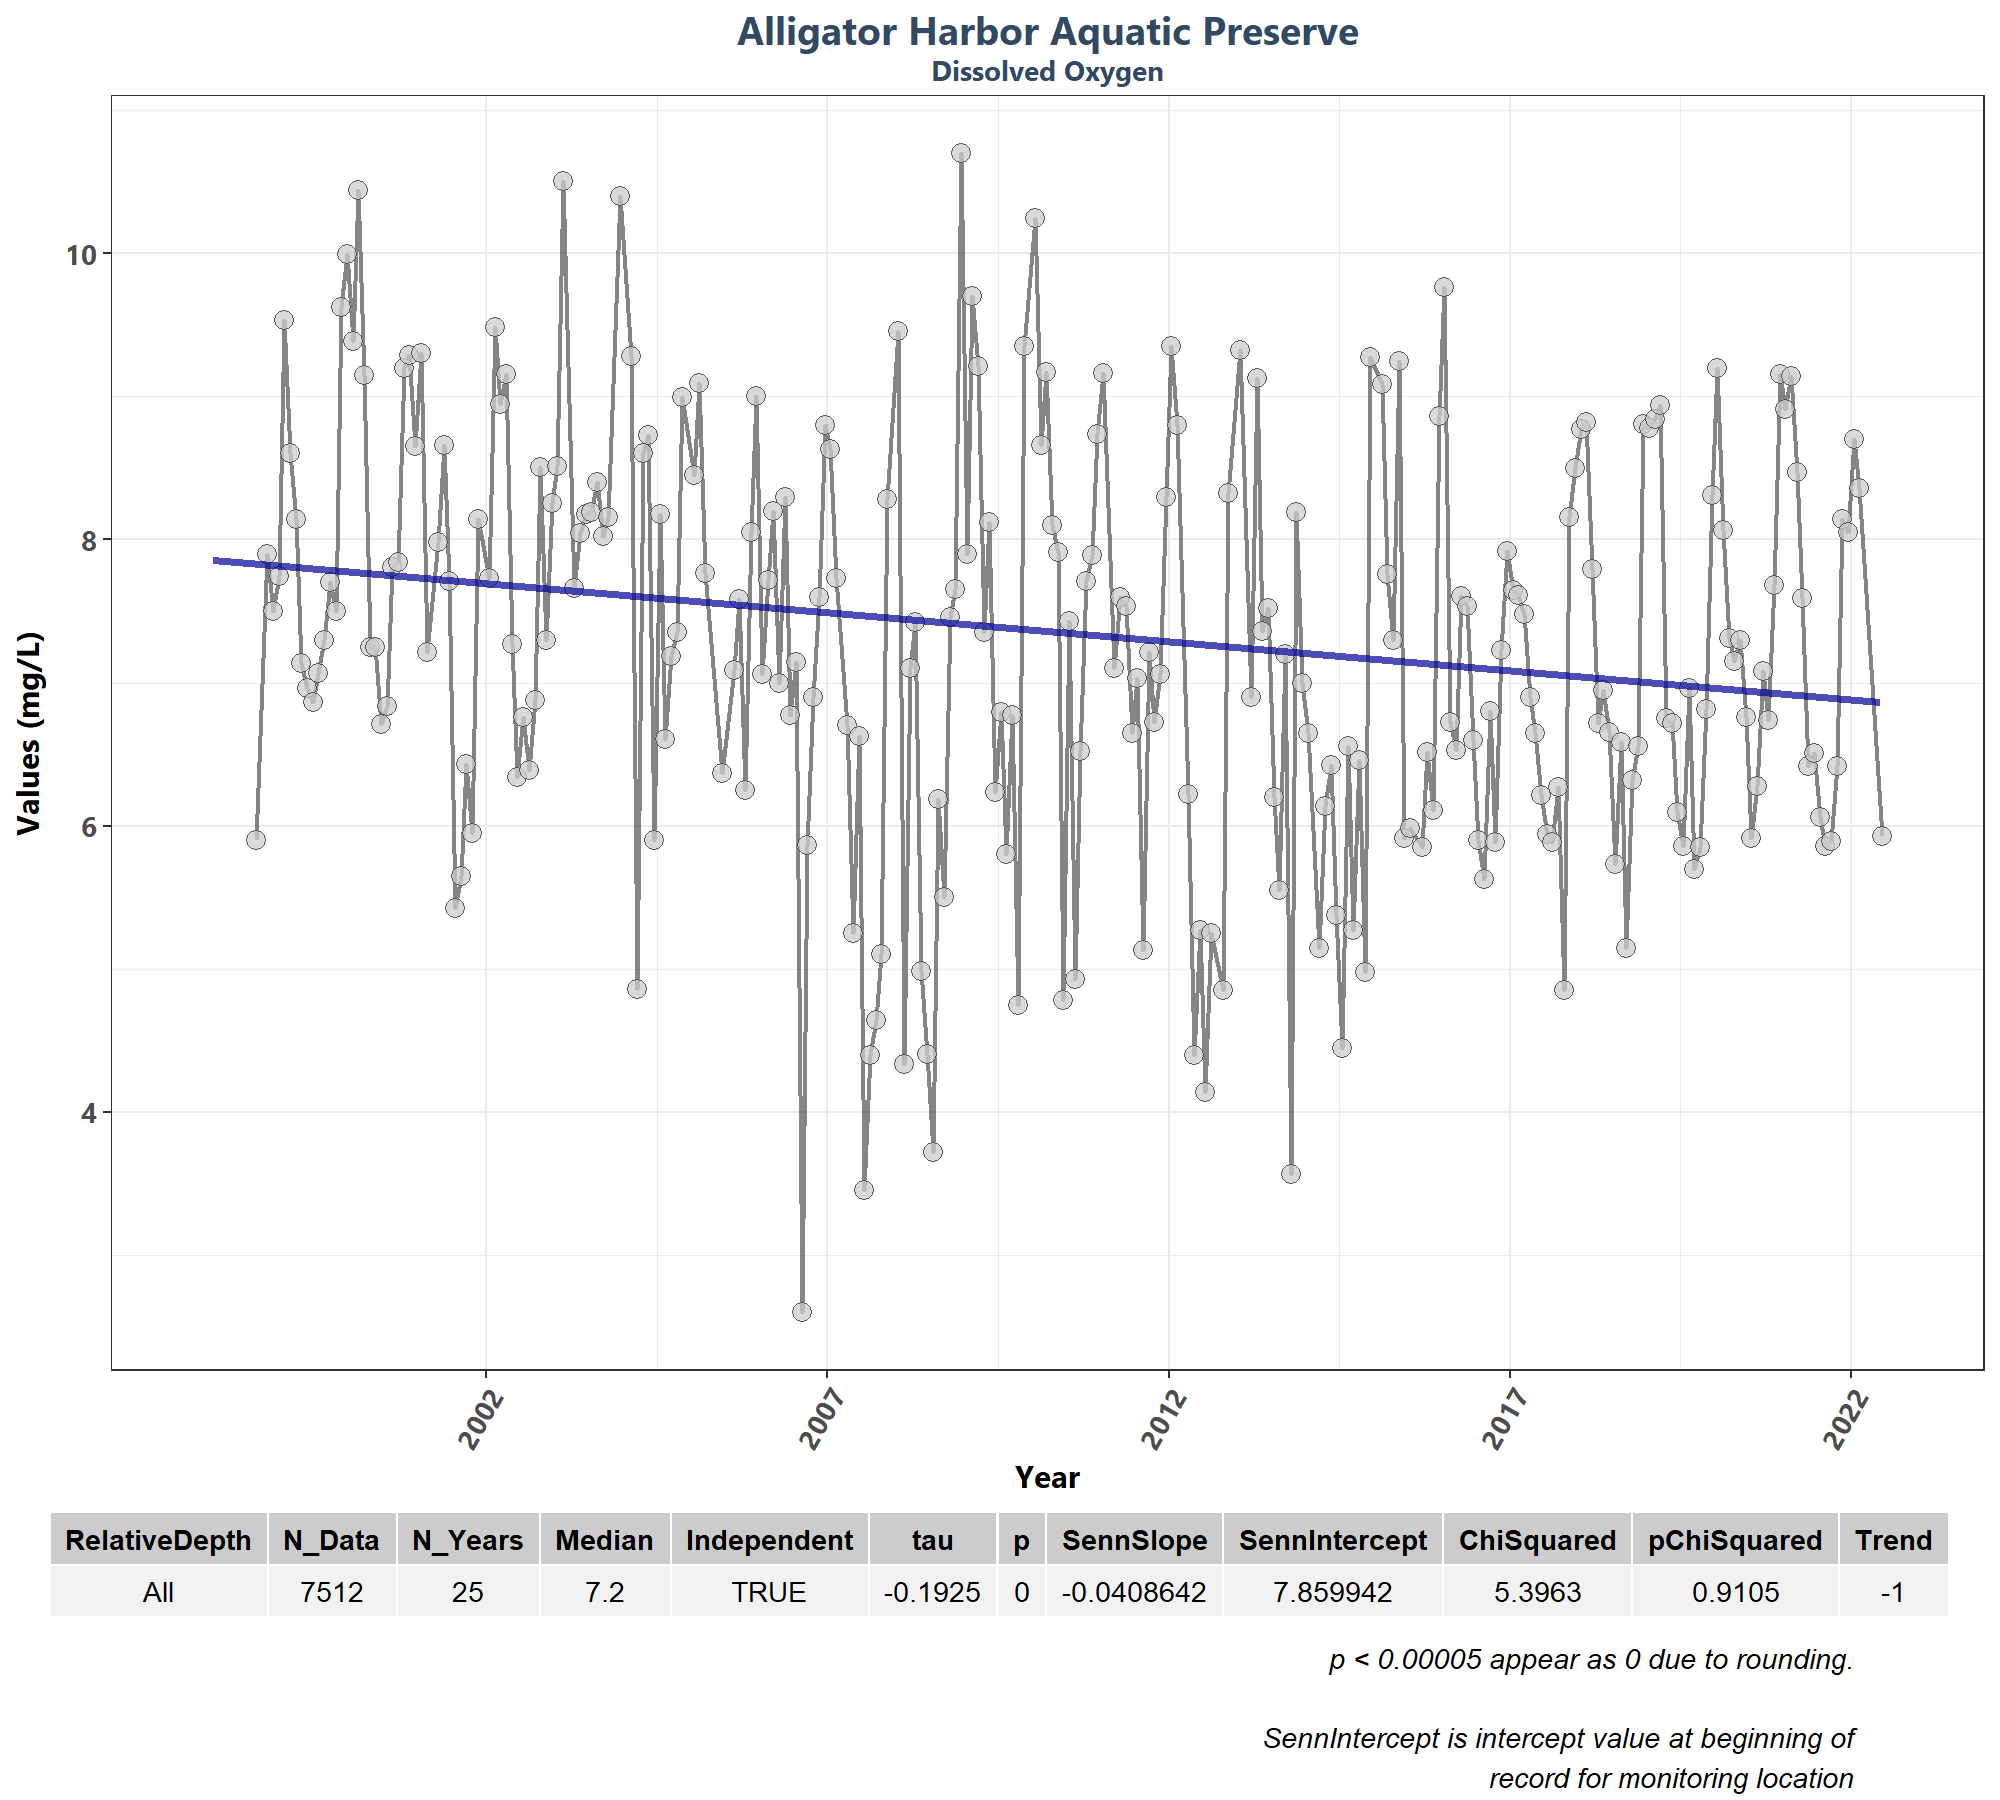 Alligator Harbor Aquatic Preserve
Dissolved Oxygen
Values (mg/L)
10
8
6
4
2002
2007
2012
2017
2022
Year
RelativeDepth N_Data N_Years Median Independent tau p SennSlope SennIntercept ChiSquared pChiSquared Trend
All 7512 25 7.2 TRUE -0.1925 0 -0.0408642 7.859942 5.3963 0.9105 -1
p < 0.00005 appear as 0 due to rounding.
SennIntercept is intercept value at beginning of
record for monitoring location